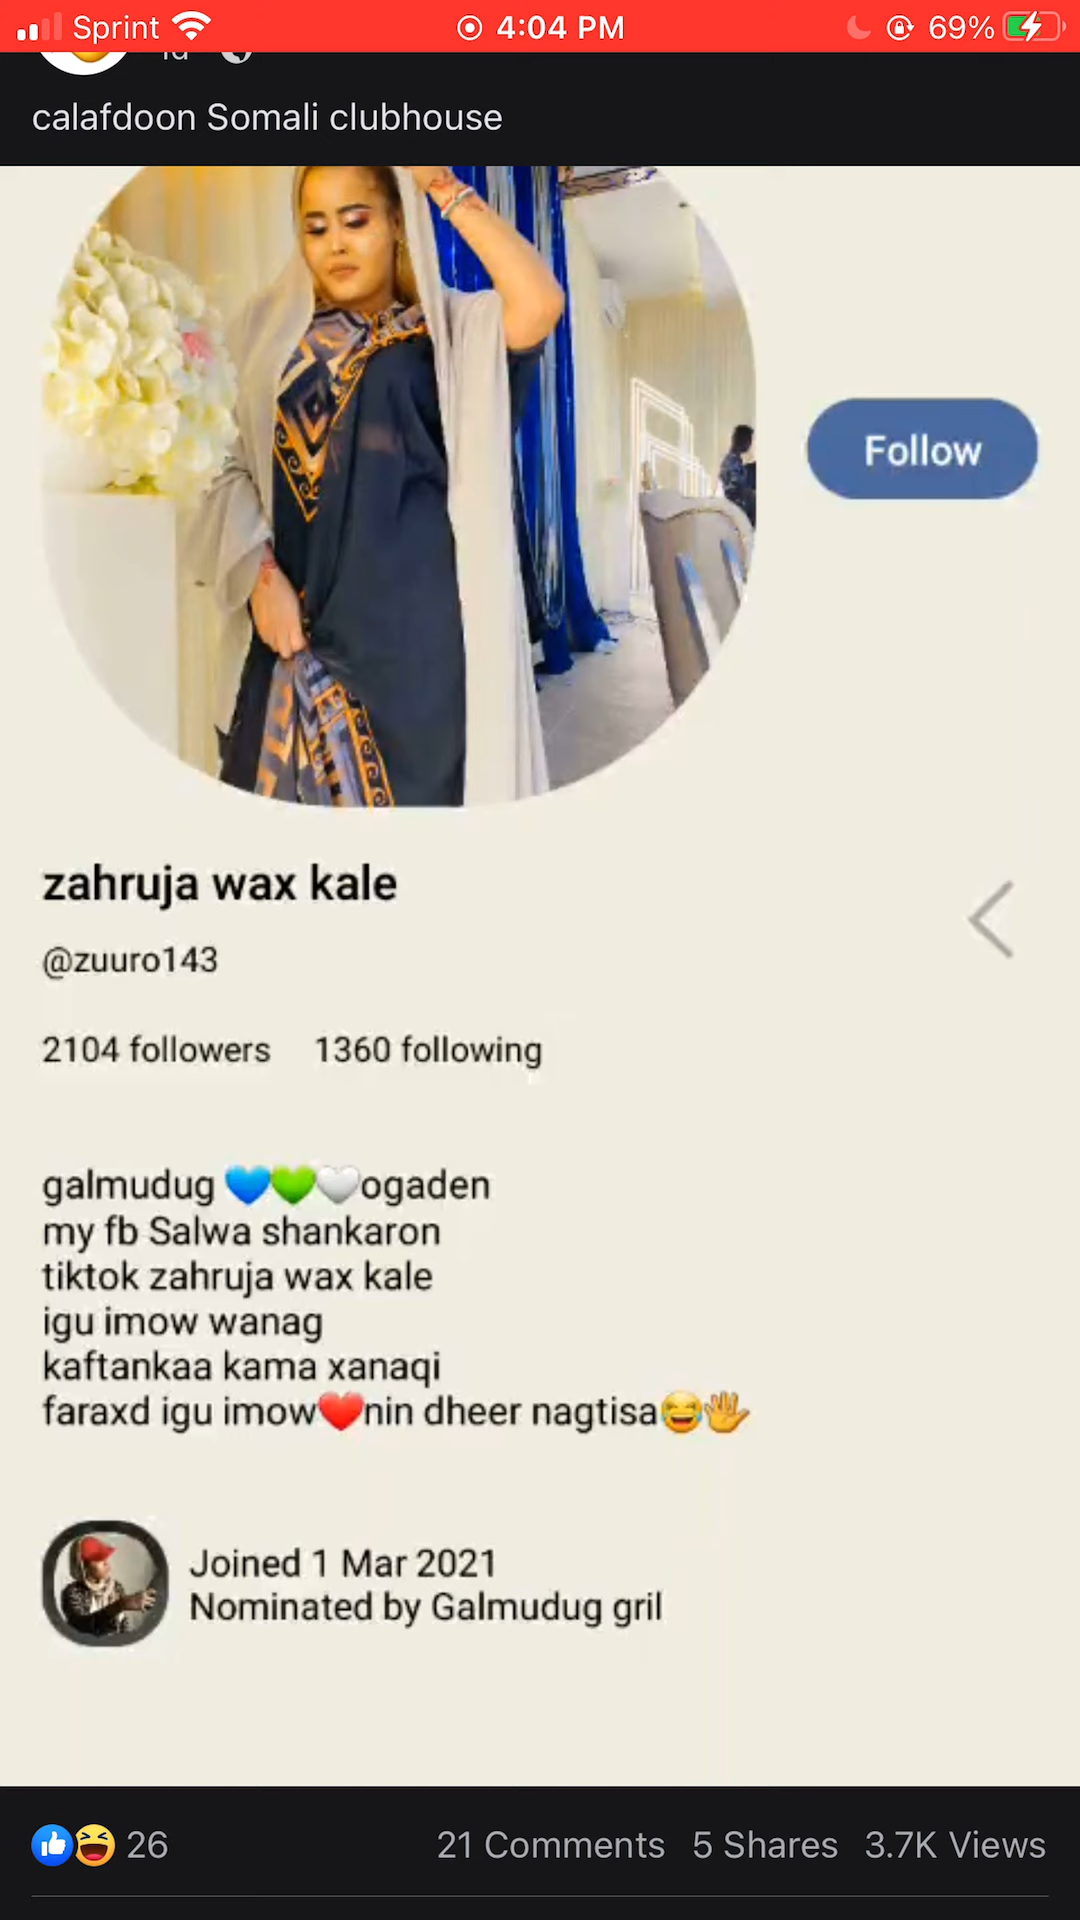 Sprint 4:04 PM 69%
calafdoon Somali clubhouse
Follow
zahruja wax kale
@zuuro143
2104 followers 1360 following
galmudug 💙💚🤍ogaden
my fb Salwa shankaron
tiktok zahruja wax kale
igu imow wanag
kaftankaa kama xanaqi
faraxd igu imow❤️nin dheer nagtisa😂🖐
Joined 1 Mar 2021
Nominated by Galmudug gril
26 21 Comments 5 Shares 3.7K Views